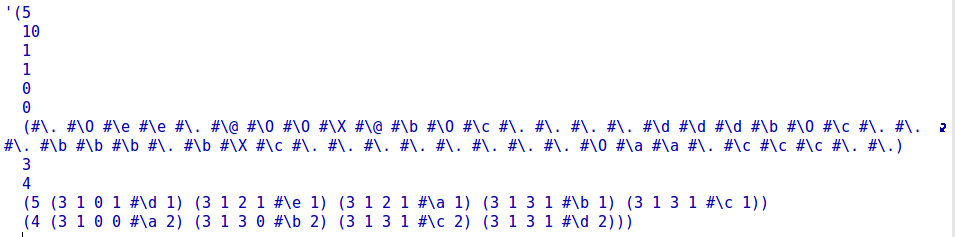 '(5
10
1
1
0
0
(#\. #\O #\e #\e #\. #\@ #\O #\O #\X #\@ #\b #\O #\c #\. #\. #\. #\. #\d #\d #\d #\b #\O #\c #\. #\.
#\. #\b #\b #\b #\. #\b #\X #\c #\. #\. #\. #\. #\. #\. #\. #\. #\O #\a #\a #\. #\c #\c #\c #\. #\.)
3
4
(5 (3 1 0 1 #\d 1) (3 1 2 1 #\e 1) (3 1 2 1 #\a 1) (3 1 3 1 #\b 1) (3 1 3 1 #\c 1))
(4 (3 1 0 0 #\a 2) (3 1 3 0 #\b 2) (3 1 3 1 #\c 2) (3 1 3 1 #\d 2)))